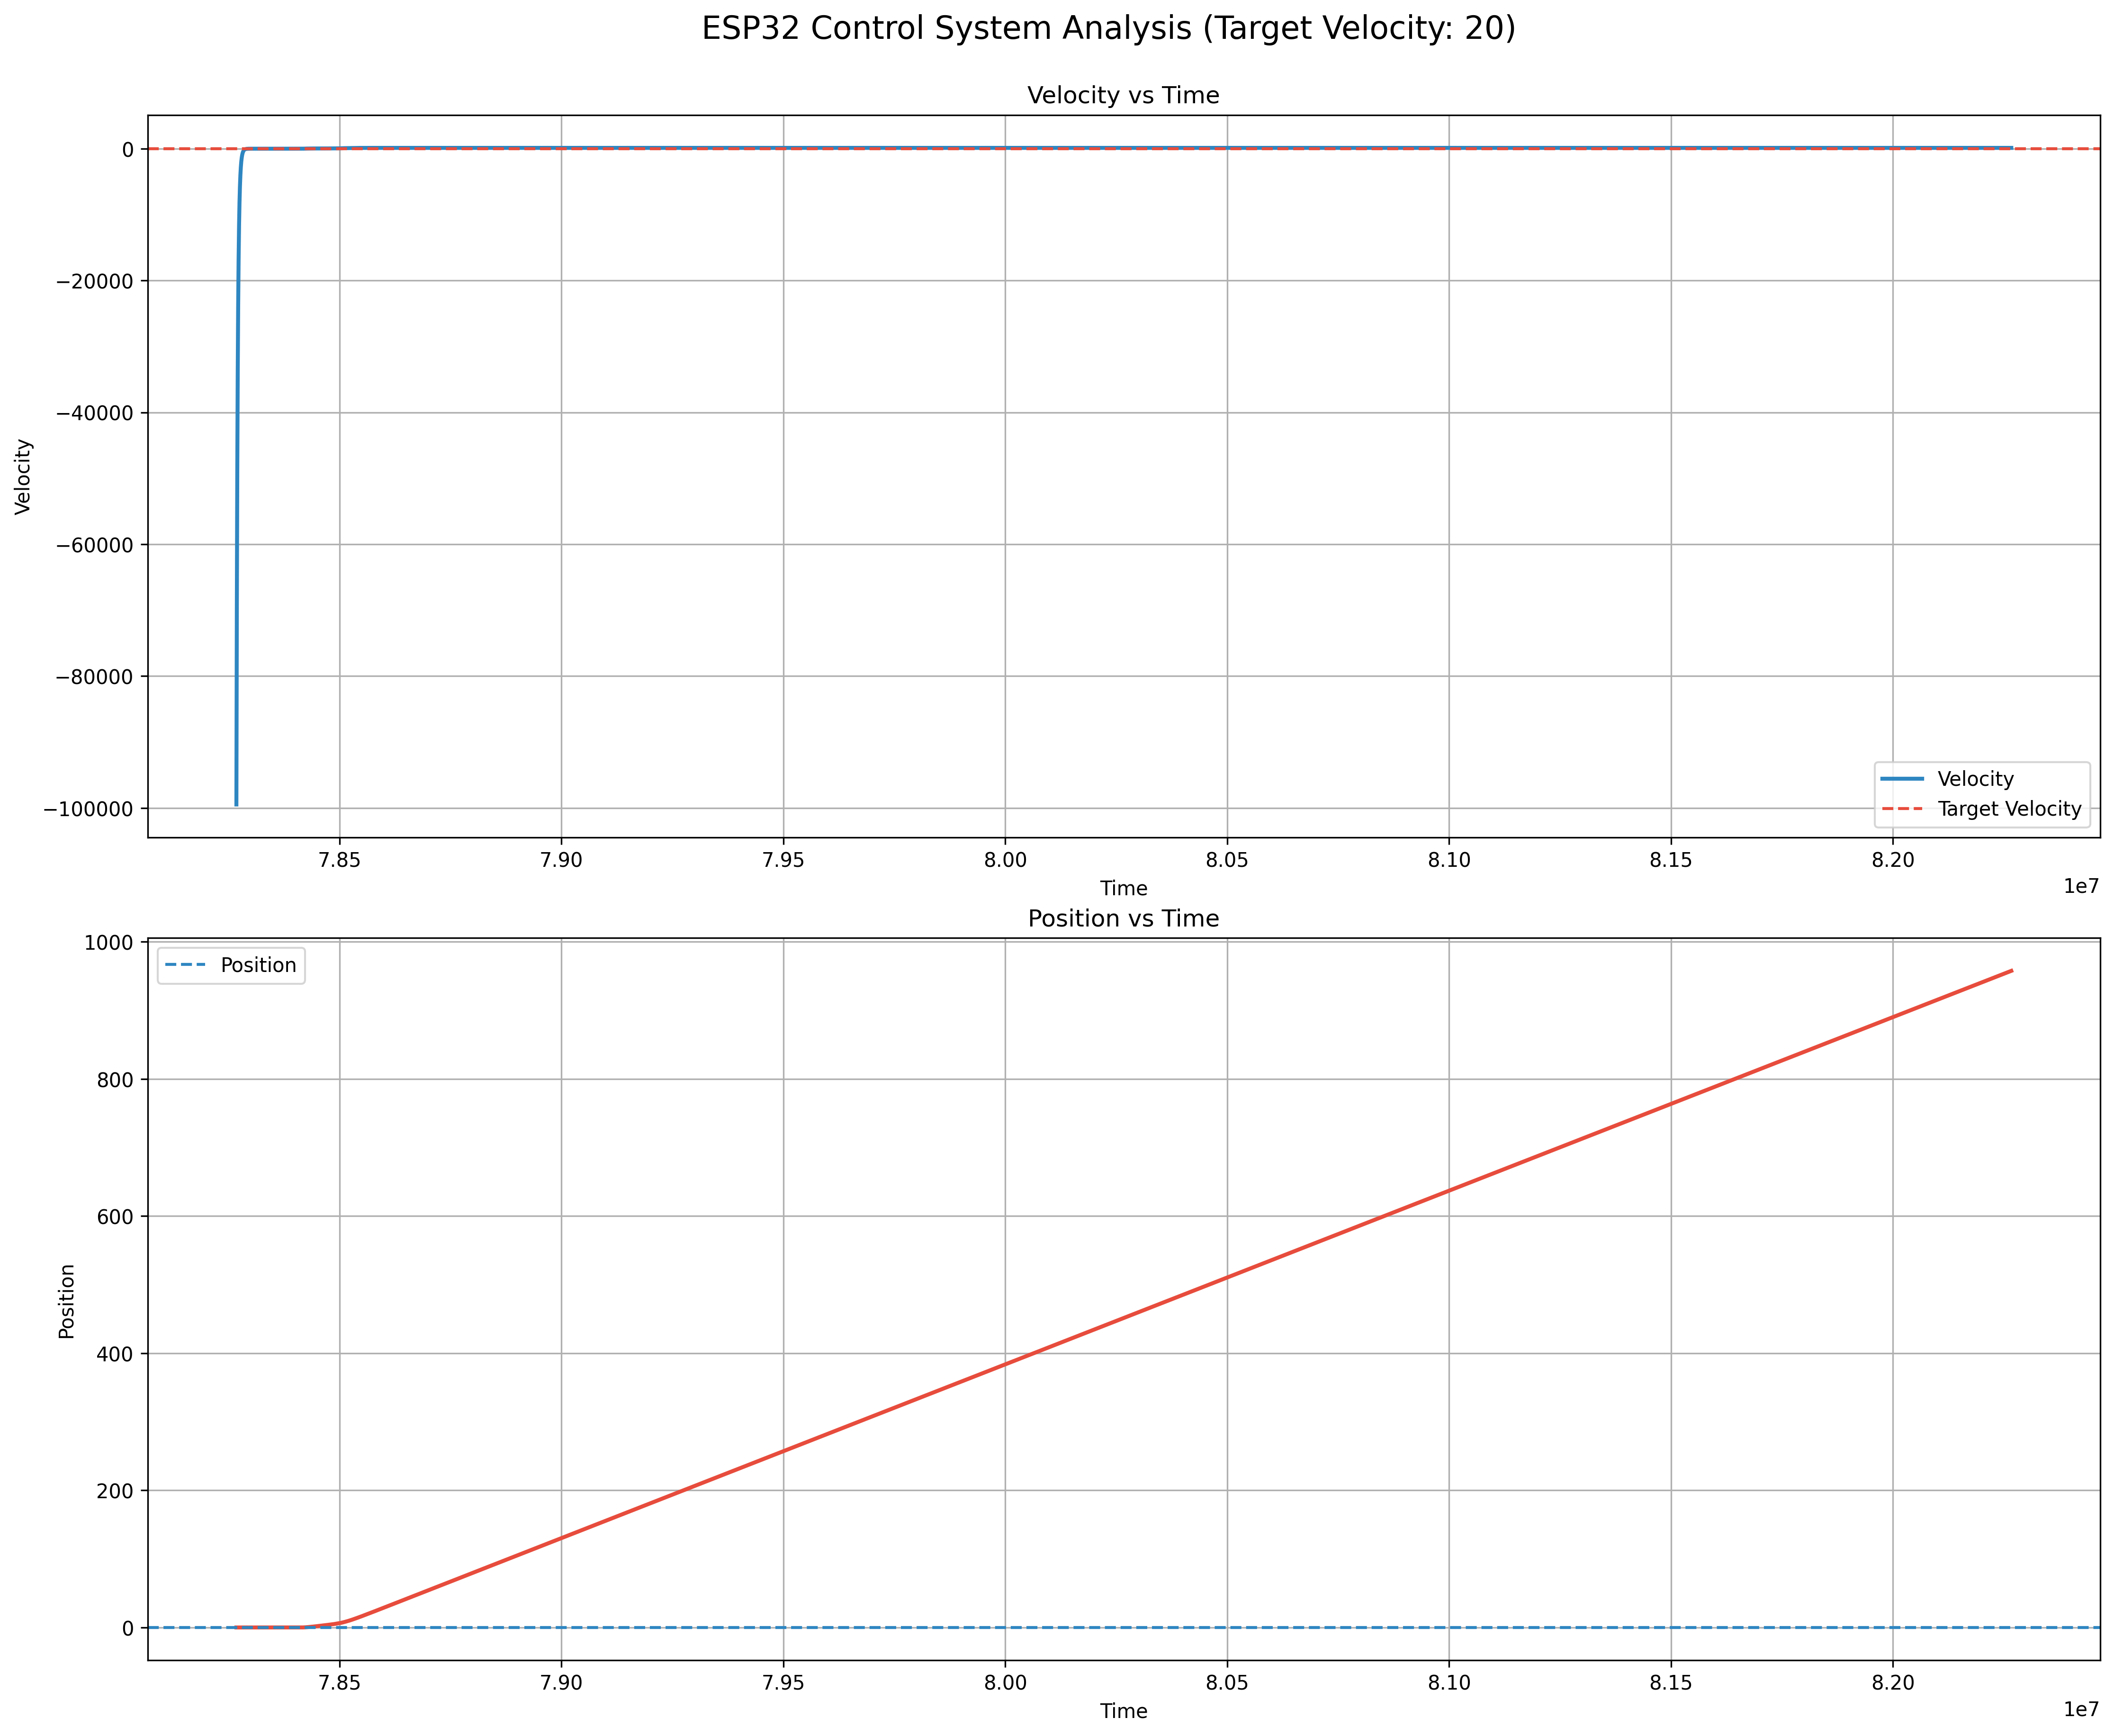 ESP32 Control System Analysis (Target Velocity: 20)
Velocity vs Time
0
−20000
−40000
−60000
−80000
−100000
Velocity
Velocity
Target Velocity
7.85 7.90 7.95 8.00 8.05 8.10 8.15 8.20
Time
1e7
Position vs Time
1000
800
600
400
200
0
Position
Position
7.85 7.90 7.95 8.00 8.05 8.10 8.15 8.20
Time
1e7